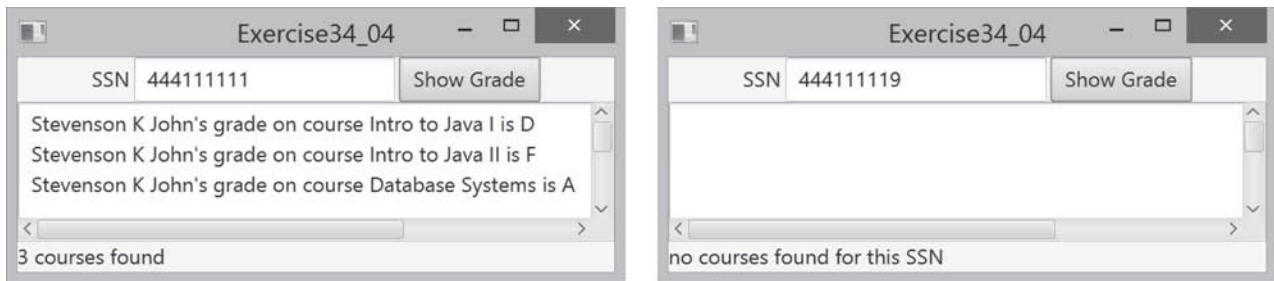 Exercise34_04
SSN 444111111 Show Grade
Stevenson K John's grade on course Intro to Java I is D
Stevenson K John's grade on course Intro to Java II is F
Stevenson K John's grade on course Database Systems is A
3 courses found
Exercise34_04
SSN 444111119 Show Grade
no courses found for this SSN